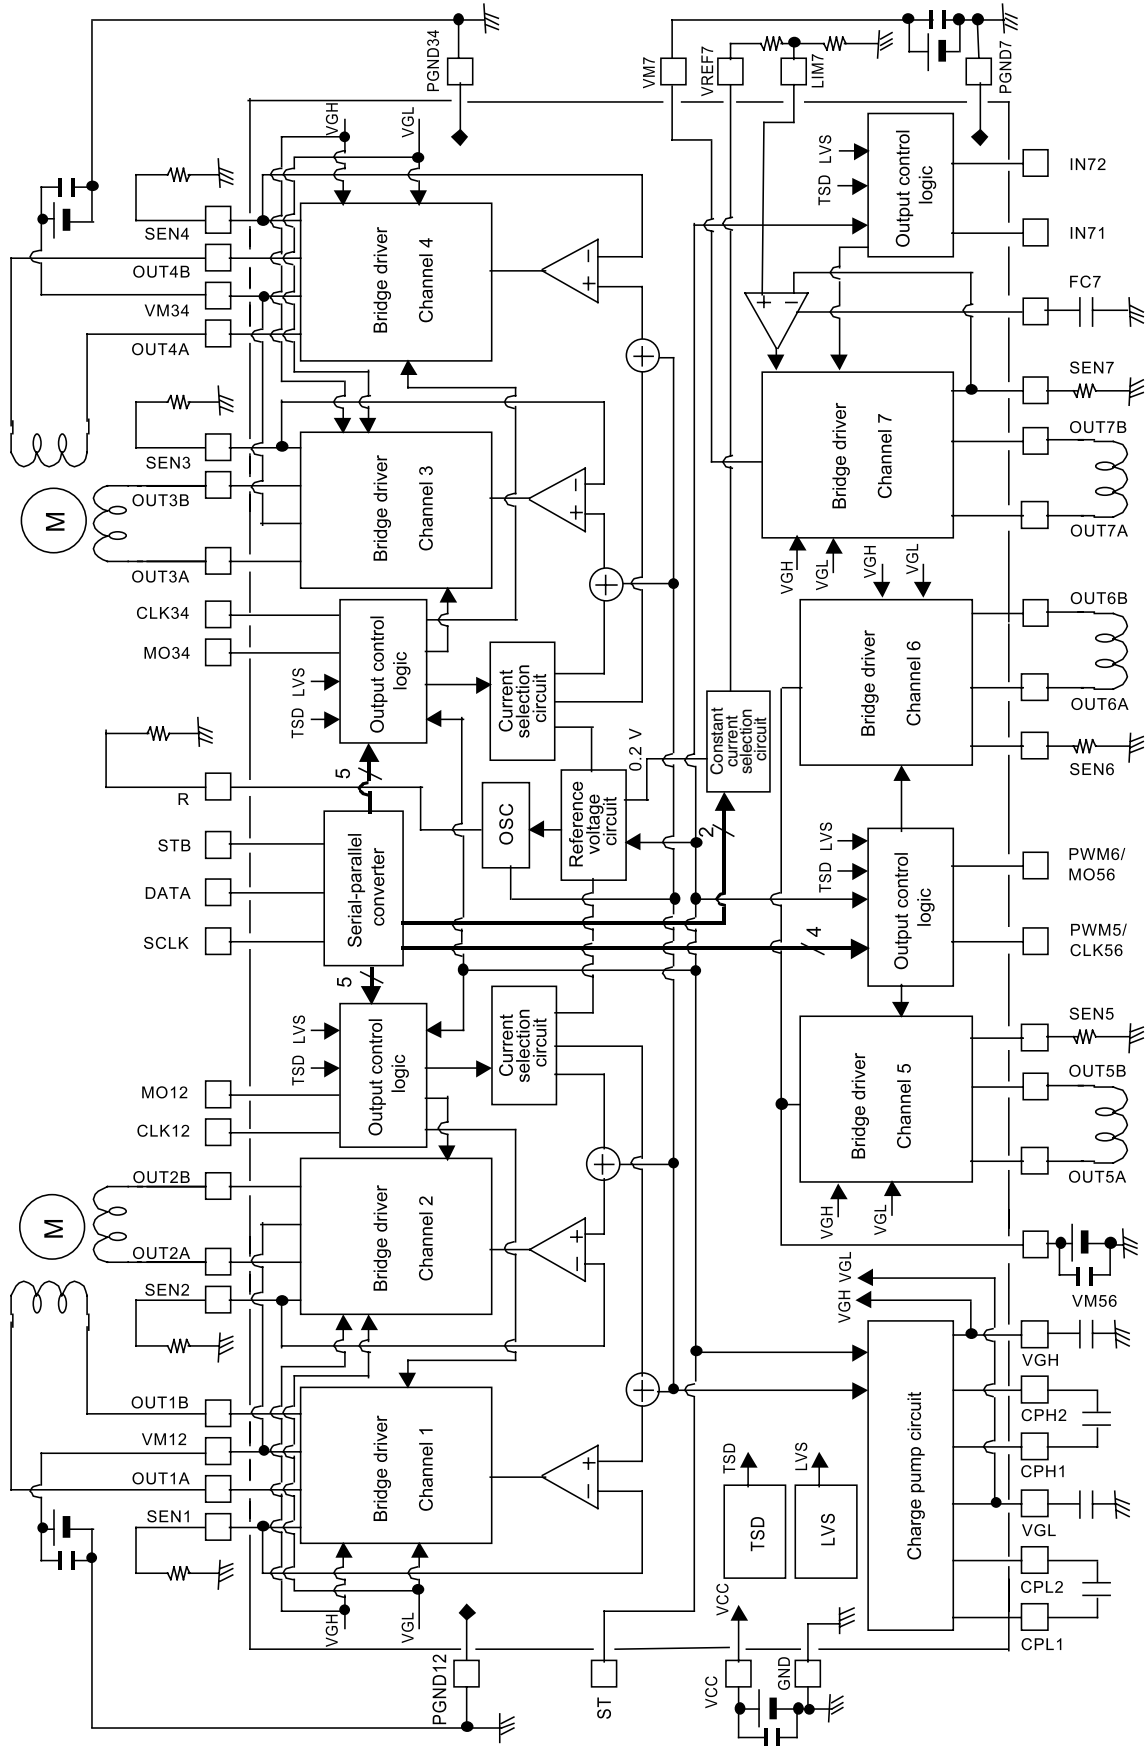 PGND34
VM7
VREF7
LIM7
PGND7
VGH
VGL
SEN4
OUT4B
VM34
OUT4A
Bridge driver
Channel 4
TSD
LVS
Output control
logic
IN72
IN71
FC7
SEN3
OUT3B
OUT3A
M
Bridge driver
Channel 3
Bridge driver
Channel 7
SEN7
OUT7B
OUT7A
VGH
VGL
CLK34
MO34
TSD
LVS
Output control
logic
Current
selection
circuit
VGH
VGL
Bridge driver
Channel 6
OUT6B
OUT6A
SEN6
R
STB
DATA
SCLK
5
Serial-parallel
converter
5
OSC
Reference
voltage
circuit
0.2 V
Constant
current
selection
circuit
2
4
TSD
LVS
Output control
logic
PWM6/
MO56
PWM5/
CLK56
MO12
CLK12
TSD
LVS
Output control
logic
Current
selection
circuit
Bridge driver
Channel 5
SEN5
OUT5B
OUT5A
VGH
VGL
M
OUT2B
OUT2A
SEN2
Bridge driver
Channel 2
VM56
VGH
VGL
OUT1B
VM12
OUT1A
SEN1
Bridge driver
Channel 1
VGH
VGL
TSD
TSD
LVS
LVS
Charge pump circuit
VGH
CPH2
CPH1
VGL
CPL2
CPL1
PGND12
ST
VCC
VCC
GND